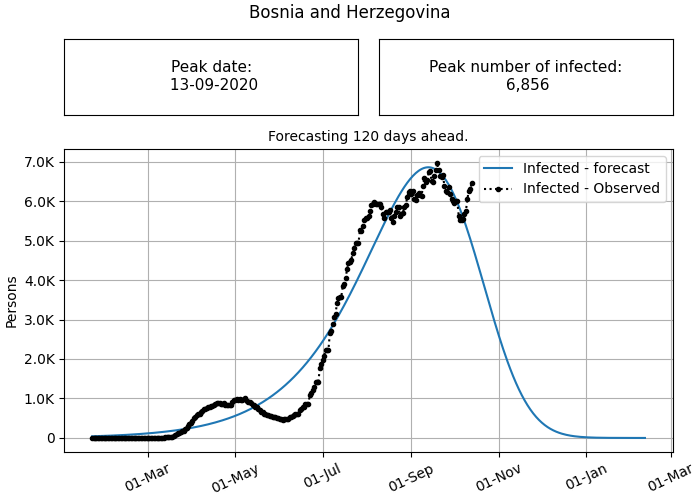 Bosnia and Herzegovina
Peak date:
13-09-2020
Peak number of infected:
6,856
Forecasting 120 days ahead.
Infected - forecast
Infected - Observed
Persons
7.0K
6.0K
5.0K
4.0K
3.0K
2.0K
1.0K
0
01-Mar
01-May
01-Jul
01-Sep
01-Nov
01-Jan
01-Mar